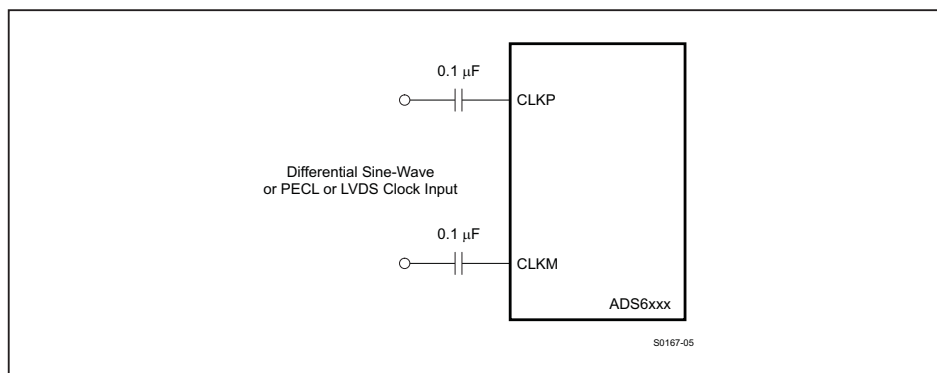 0.1 μF
CLKP
Differential Sine-Wave
or PECL or LVDS Clock Input
0.1 μF
CLKM
ADS6xxx
S0167-05